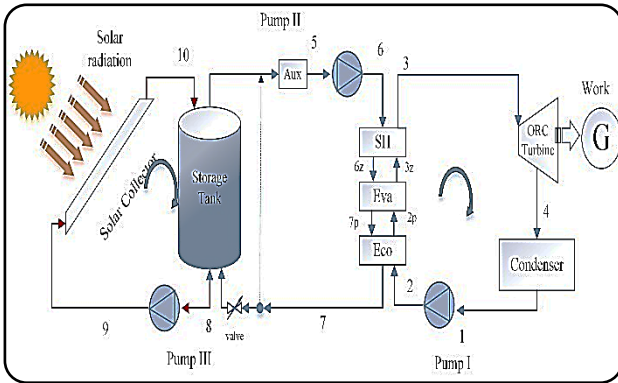 Pump II
Solar
radiation
10
5
6
3
Aux
Work
ORC
Turbine
G
SH
6z
3z
Storage
Tank
Solar Collector
Eva
7p
2p
4
Eco
Condenser
2
9
8
valve
7
1
Pump III
Pump I